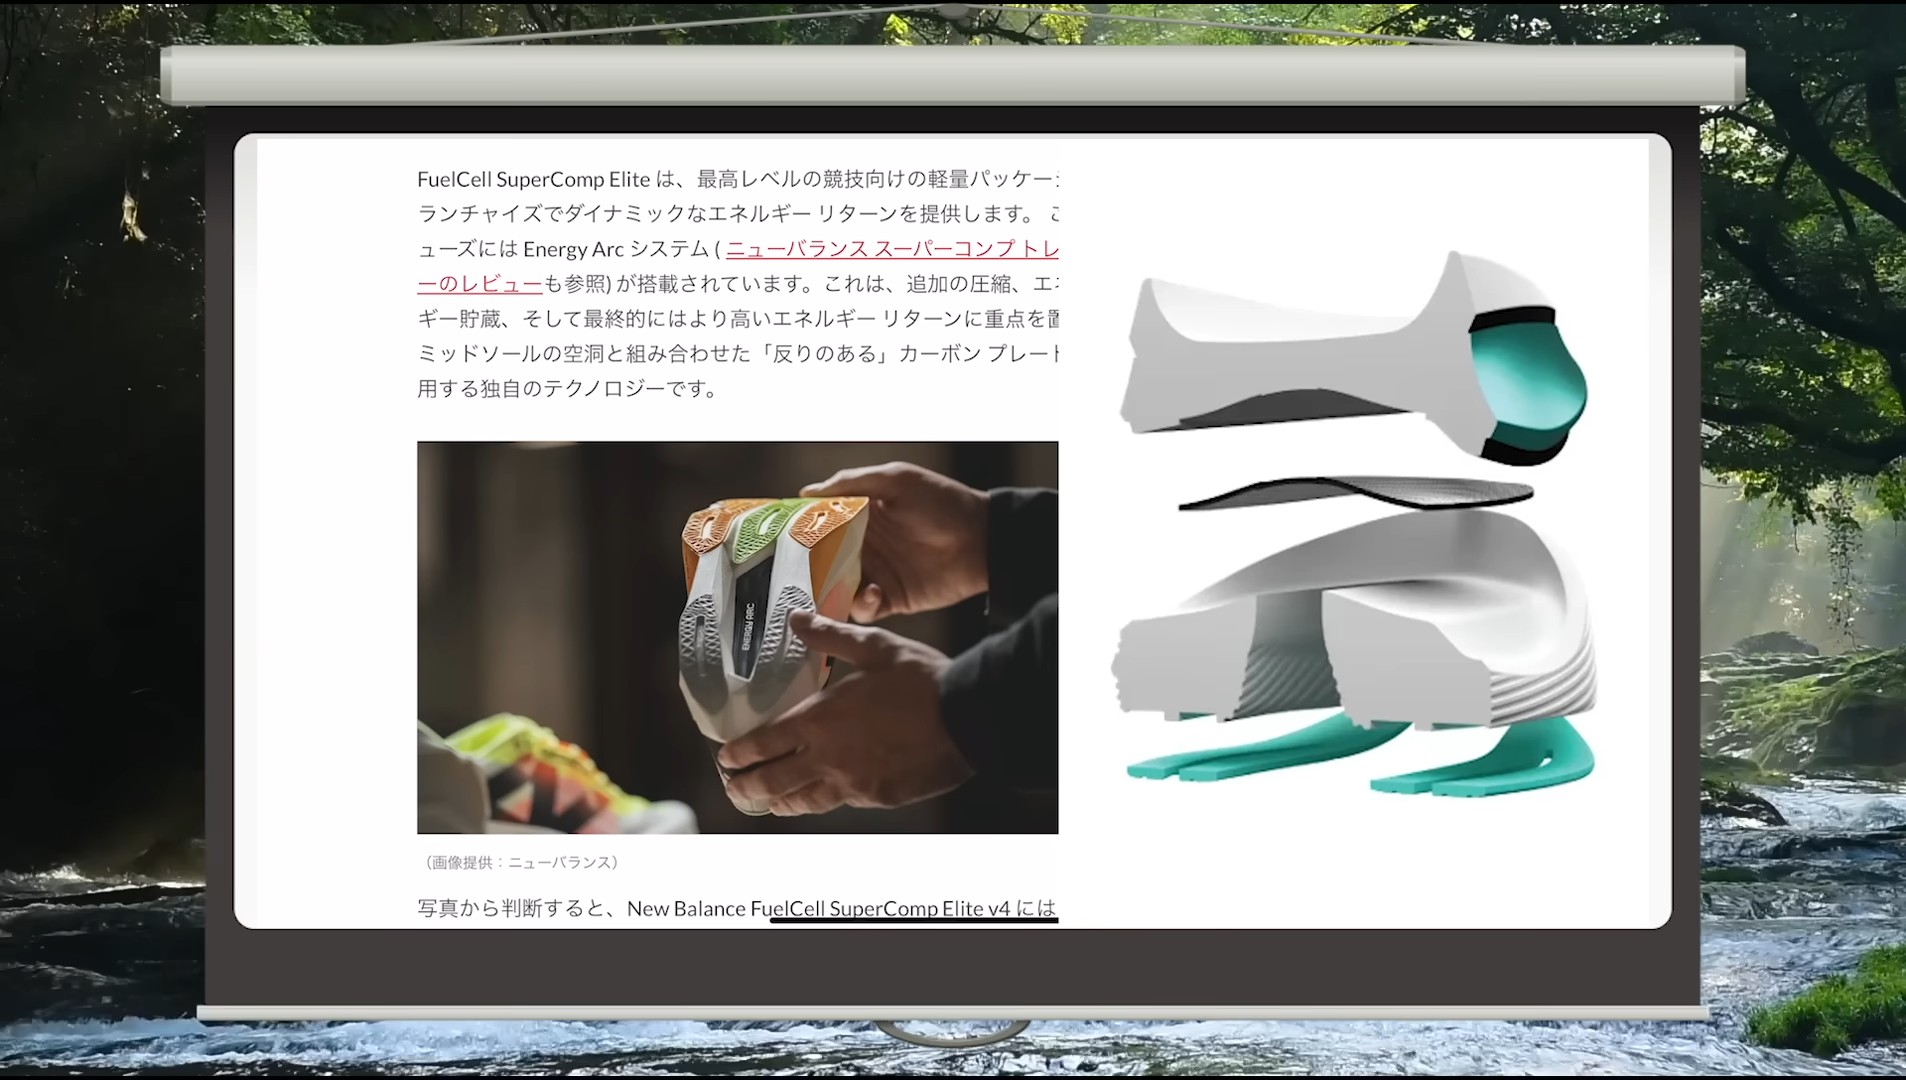 FuelCell SuperComp Elite は、最高レベルの競技向けの軽量パッケー
ランチャイズでダイナミックなエネルギー リターンを提供します。
ューズには Energy Arc システム ( ニューバランス スーパーコンプ トレ
ーのレビューも参照) が搭載されています。これは、追加の圧縮、エ
ギー貯蔵、そして最終的にはより高いエネルギー リターンに重点を置
ミッドソールの空洞と組み合わせた「反りのある」カーボン プレート
用する独自のテクノロジーです。
ENERGY ARC
（画像提供：ニューバランス）
写真から判断すると、New Balance FuelCell SuperComp Elite v4 には